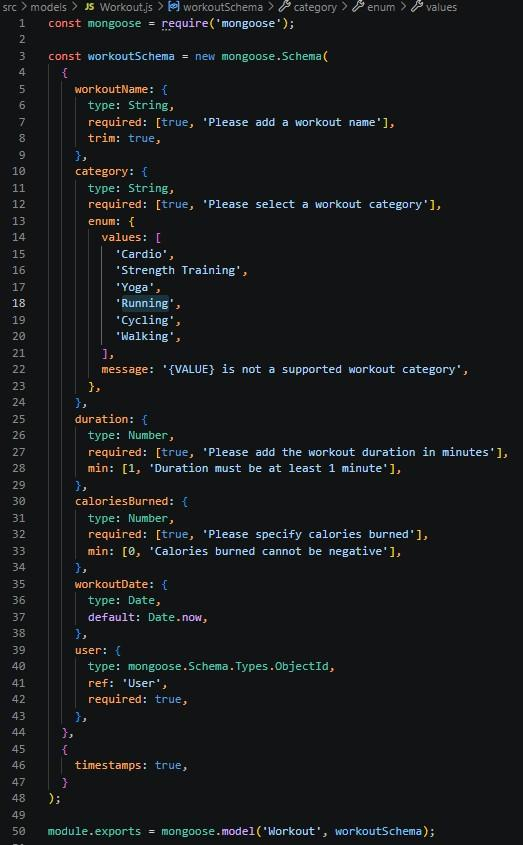 src > models > JS Workout.js > workoutSchema > category > enum > values
1 const mongoose = require('mongoose');
2
3 const workoutSchema = new mongoose.Schema(
4   {
5     workoutName: {
6       type: String,
7       required: [true, 'Please add a workout name'],
8       trim: true,
9     },
10     category: {
11       type: String,
12       required: [true, 'Please select a workout category'],
13       enum: {
14         values: [
15           'Cardio',
16           'Strength Training',
17           'Yoga',
18           'Running',
19           'Cycling',
20           'Walking',
21         ],
22         message: '{VALUE} is not a supported workout category',
23       },
24     },
25     duration: {
26       type: Number,
27       required: [true, 'Please add the workout duration in minutes'],
28       min: [1, 'Duration must be at least 1 minute'],
29     },
30     caloriesBurned: {
31       type: Number,
32       required: [true, 'Please specify calories burned'],
33       min: [0, 'Calories burned cannot be negative'],
34     },
35     workoutDate: {
36       type: Date,
37       default: Date.now,
38     },
39     user: {
40       type: mongoose.Schema.Types.ObjectId,
41       ref: 'User',
42       required: true,
43     },
44   },
45   {
46     timestamps: true,
47   }
48 );
49
50 module.exports = mongoose.model('Workout', workoutSchema);